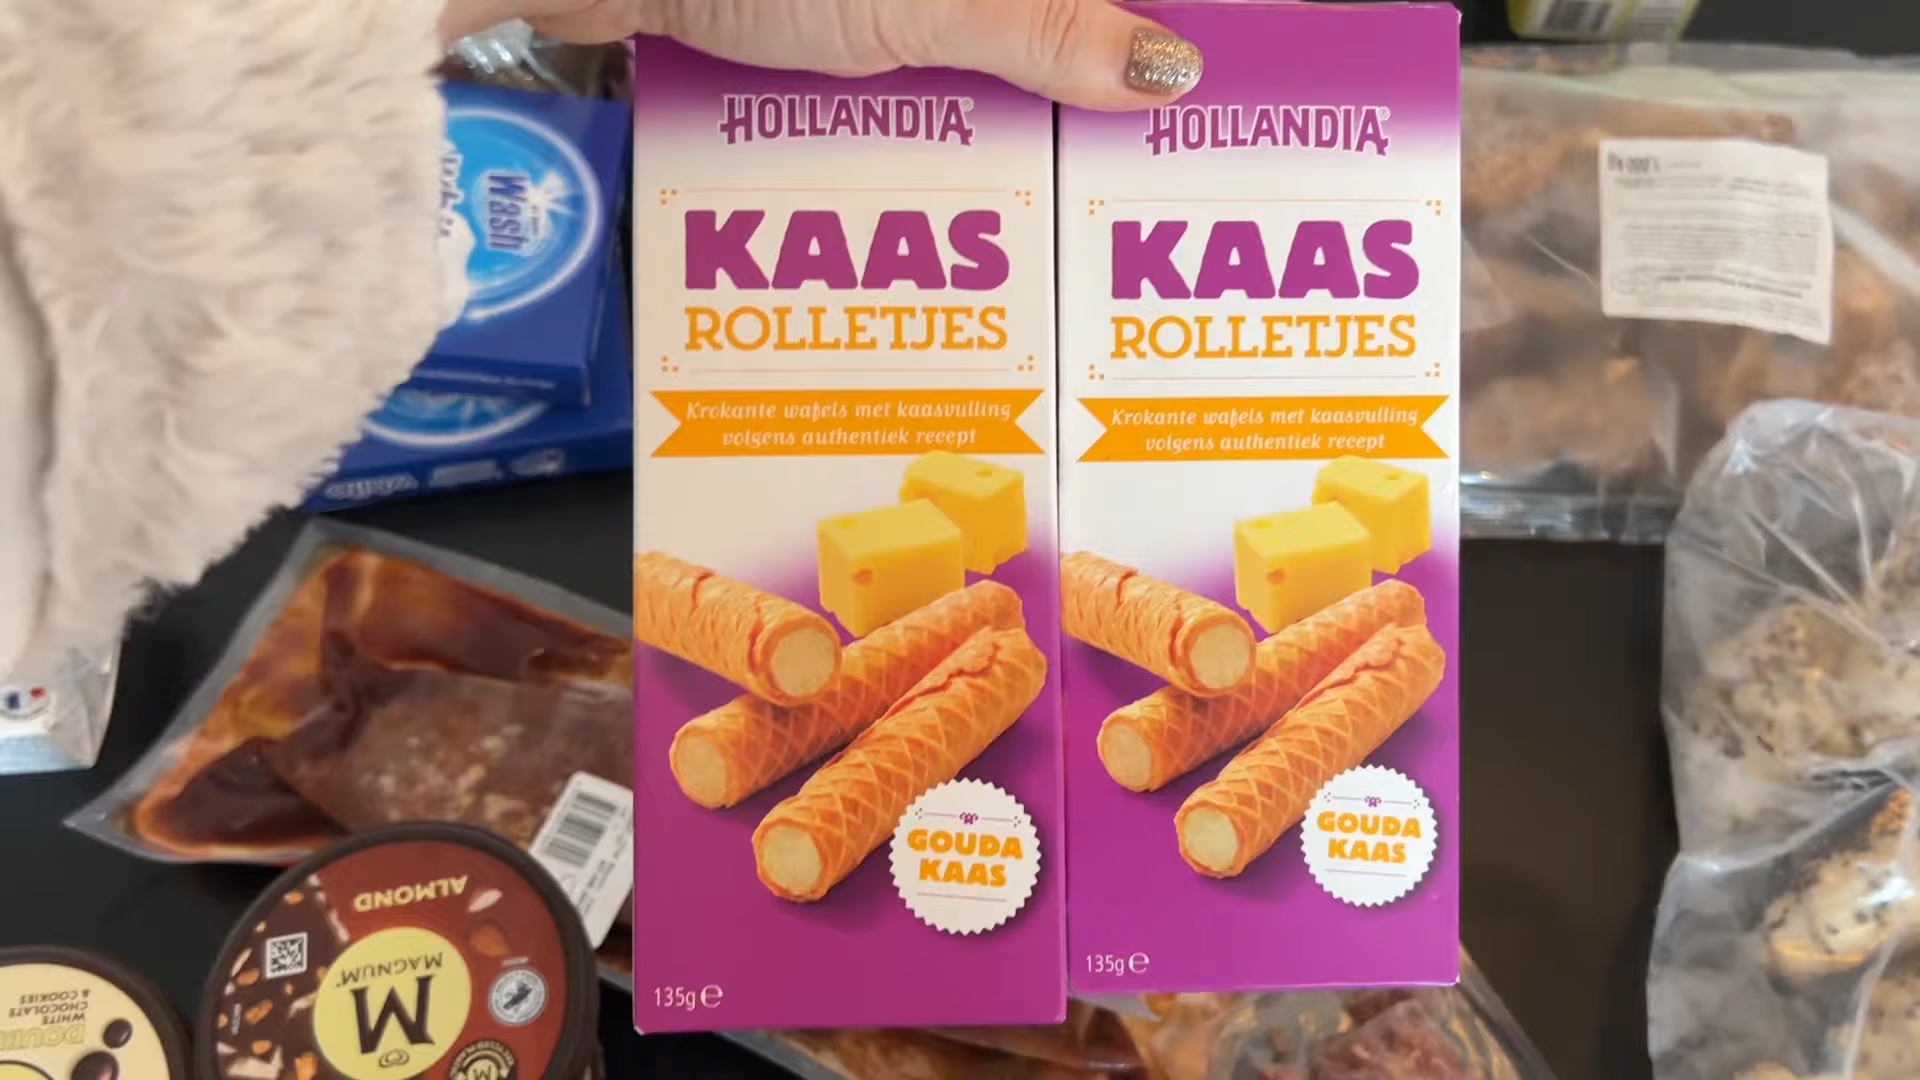 HOLLANDIA®
KAAS
ROLLETJES
Krokante wafels met kaasvulling
volgens authentiek recept
GOUDA
KAAS
135g ℮
HOLLANDIA®
KAAS
ROLLETJES
Krokante wafels met kaasvulling
volgens authentiek recept
GOUDA
KAAS
135g ℮
Wash
ALMOND
MAGNUM
M
WHITE
CHOCOLATE
& COOKIES